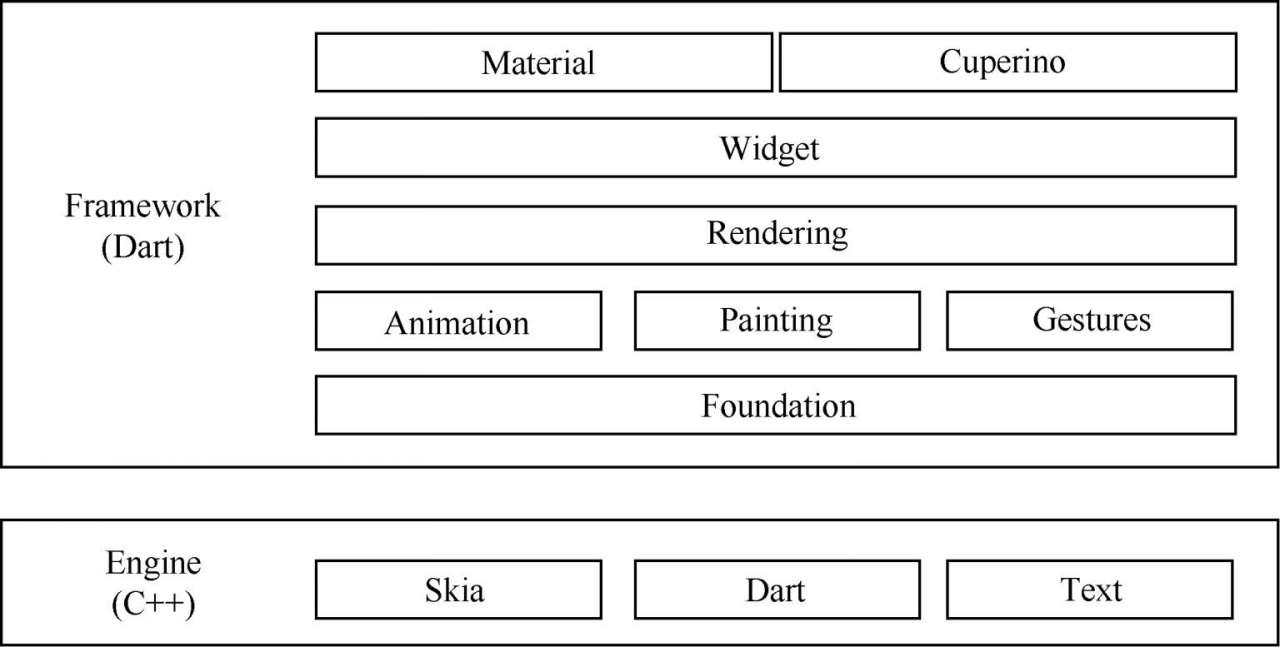 Material
Cuperino
Widget
Framework
(Dart)
Rendering
Animation
Painting
Gestures
Foundation
Engine
(C++)
Skia
Dart
Text